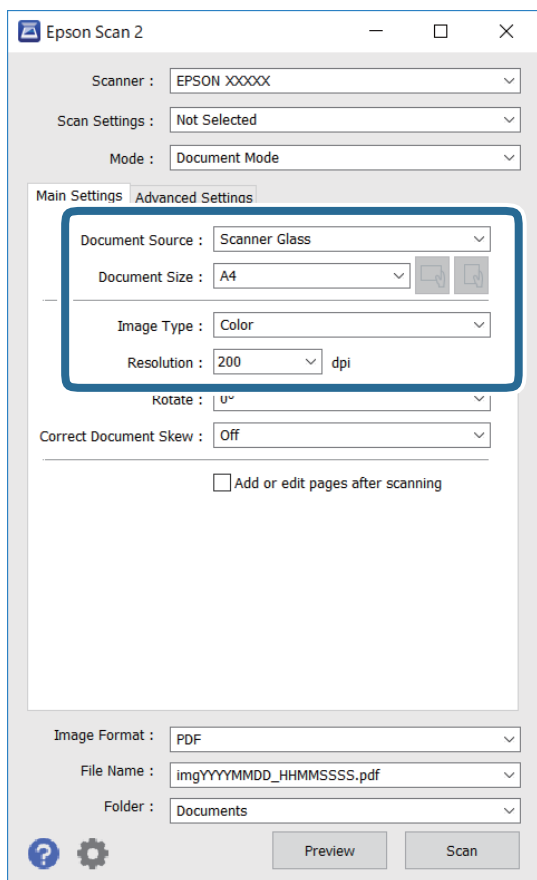 Epson Scan 2
Scanner : EPSON XXXXX
Scan Settings : Not Selected
Mode : Document Mode
Main Settings Advanced Settings
Document Source : Scanner Glass
Document Size : A4
Image Type : Color
Resolution : 200 dpi
Rotate : 0°
Correct Document Skew : Off
Add or edit pages after scanning
Image Format : PDF
File Name : imgYYYYMMDD_HHMMSSSS.pdf
Folder : Documents
? Preview Scan